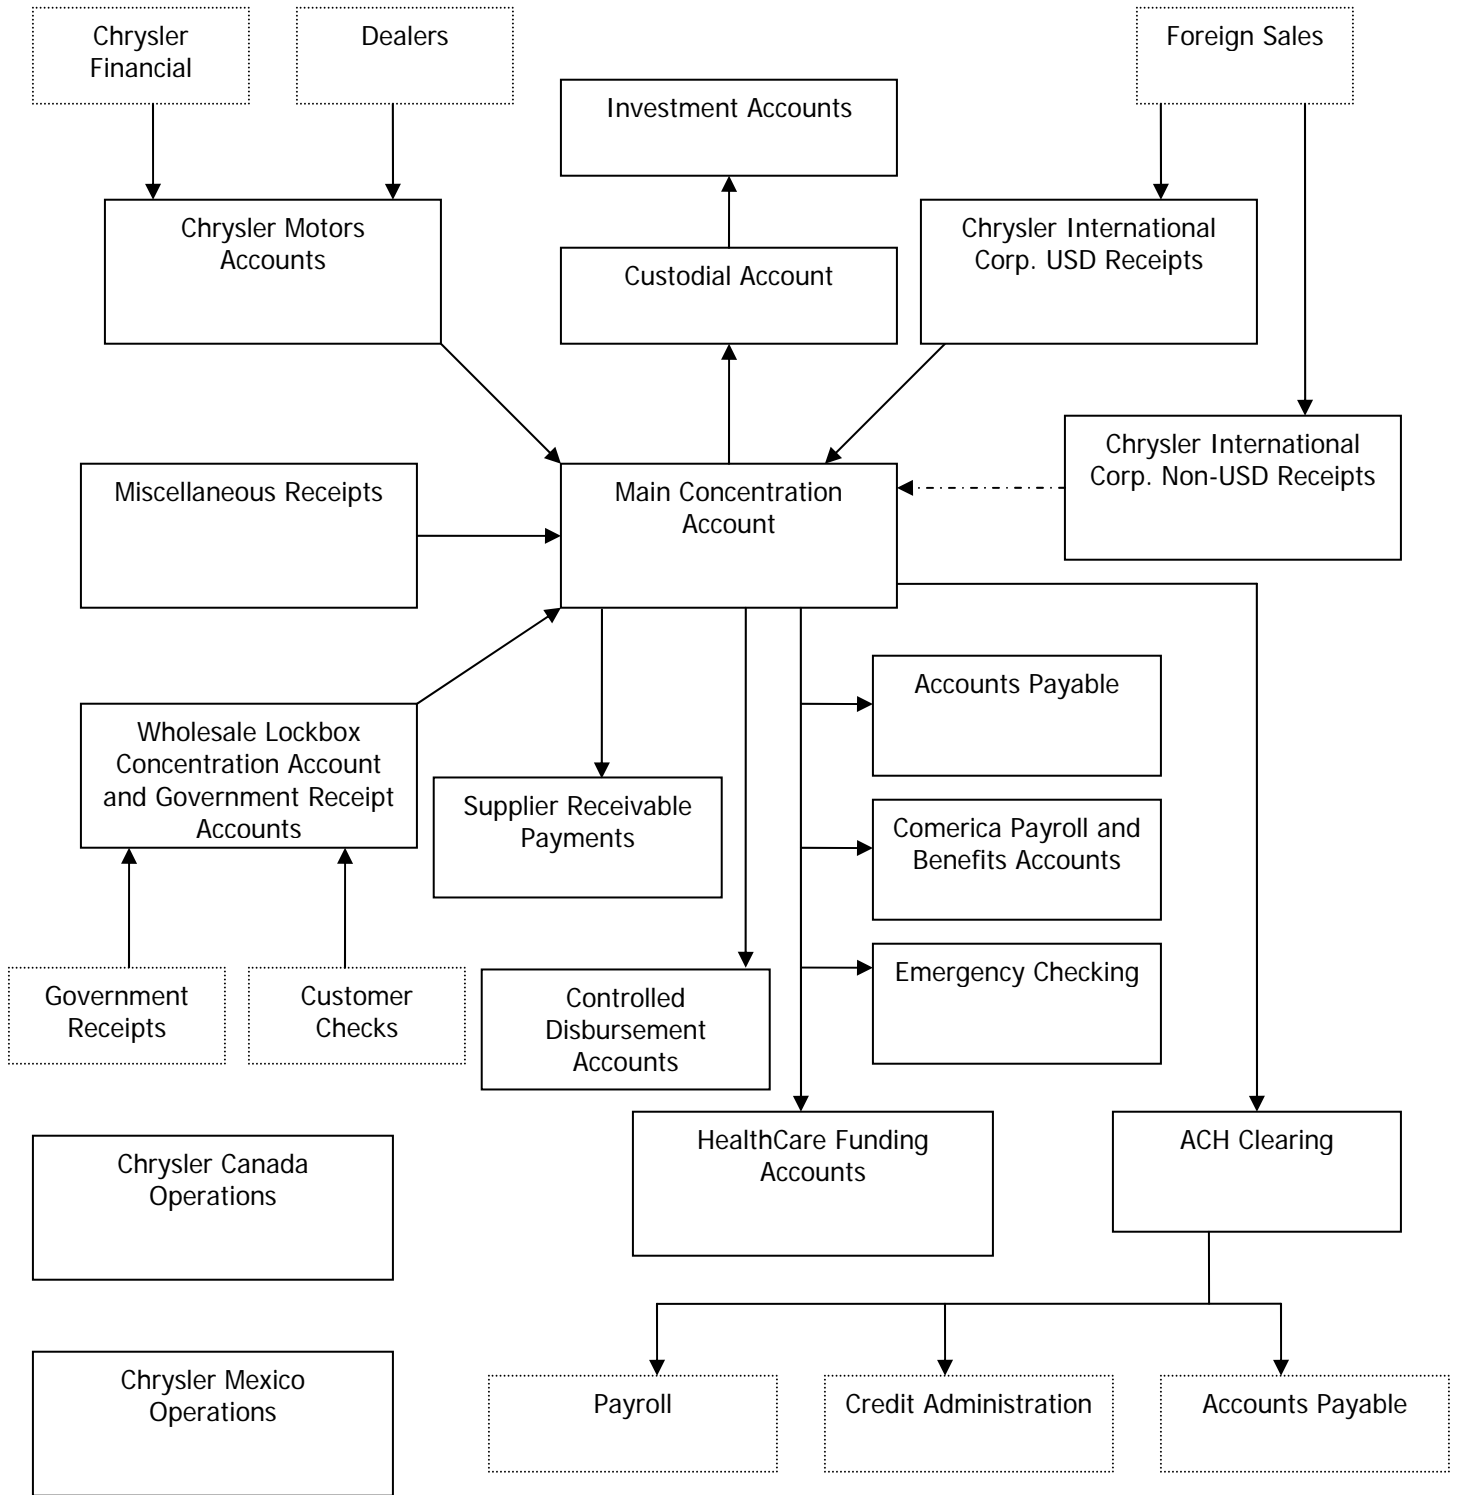 Chrysler
Financial
Dealers
Foreign Sales
Investment Accounts
Chrysler Motors
Accounts
Custodial Account
Chrysler International
Corp. USD Receipts
Miscellaneous Receipts
Main Concentration
Account
Chrysler International
Corp. Non-USD Receipts
Wholesale Lockbox
Concentration Account
and Government Receipt
Accounts
Supplier Receivable
Payments
Accounts Payable
Comerica Payroll and
Benefits Accounts
Emergency Checking
Government
Receipts
Customer
Checks
Controlled
Disbursement
Accounts
HealthCare Funding
Accounts
ACH Clearing
Chrysler Canada
Operations
Chrysler Mexico
Operations
Payroll
Credit Administration
Accounts Payable